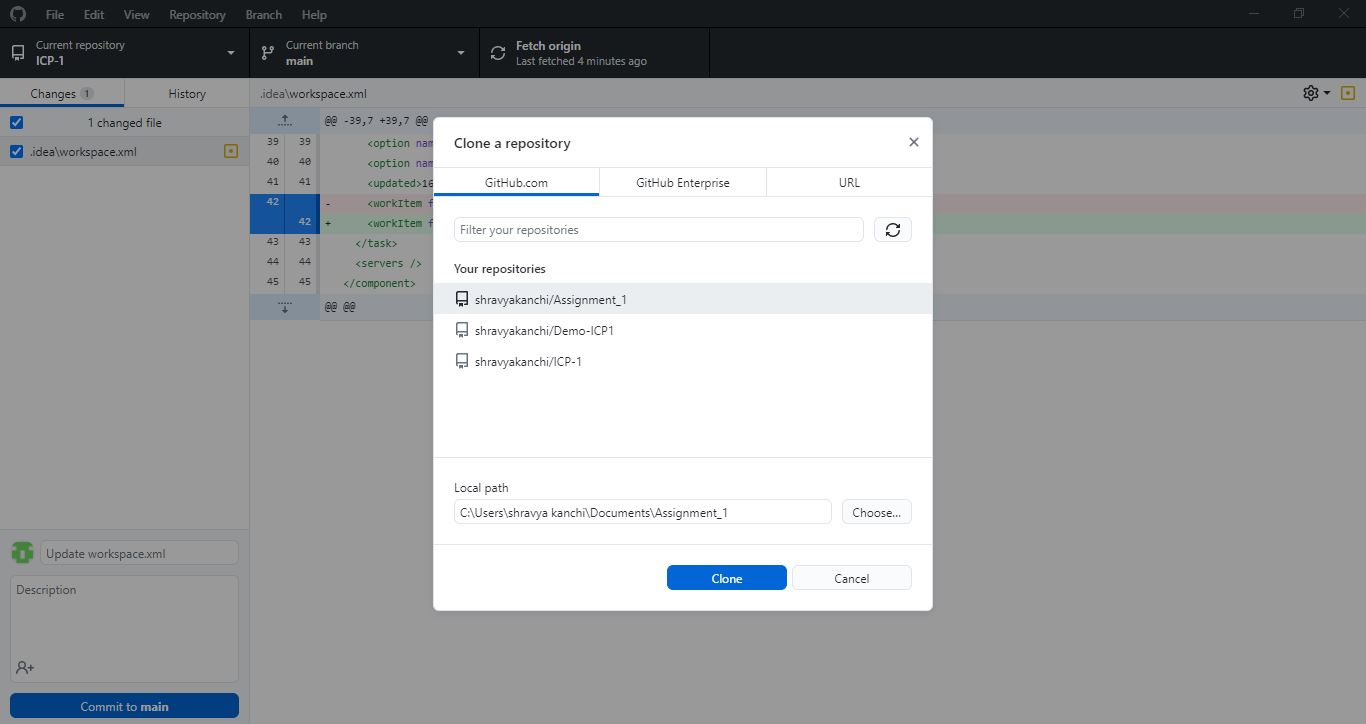 File Edit View Repository Branch Help
Current repository
ICP-1
Current branch
main
Fetch origin
Last fetched 4 minutes ago
Changes 1
History
.idea\workspace.xml
1 changed file
.idea\workspace.xml
@@ -39,7 +39,7 @@
39 39 <option nam
40 40 <option nam
41 41 <updated>16
42 - <workItem f
42 + <workItem f
43 43 </task>
44 44 <servers />
45 45 </component>
@@ @@
Clone a repository
GitHub.com
GitHub Enterprise
URL
Filter your repositories
Your repositories
shravyakanchi/Assignment_1
shravyakanchi/Demo-ICP1
shravyakanchi/ICP-1
Local path
C:\Users\shravya kanchi\Documents\Assignment_1
Choose...
Clone
Cancel
Update workspace.xml
Description
Commit to main